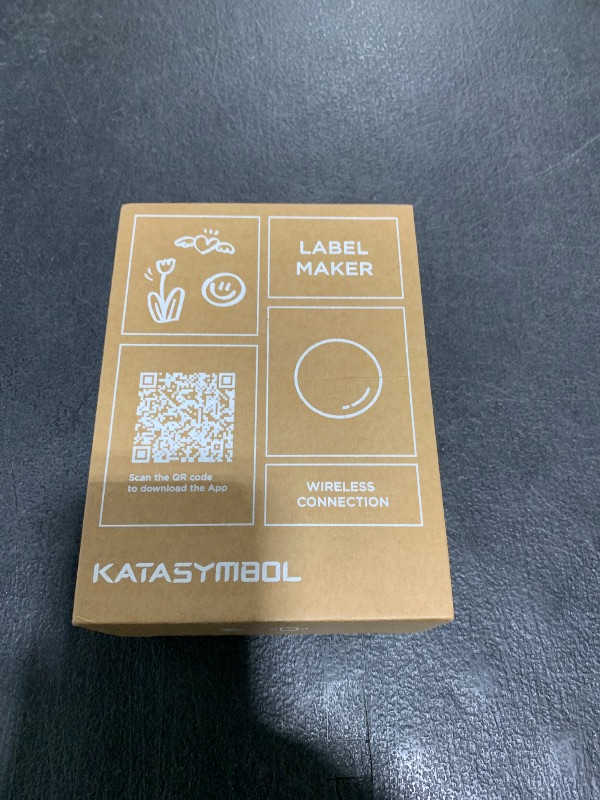 LABEL
MAKER
Scan the QR code
to download the App
WIRELESS
CONNECTION
KATASYMBOL